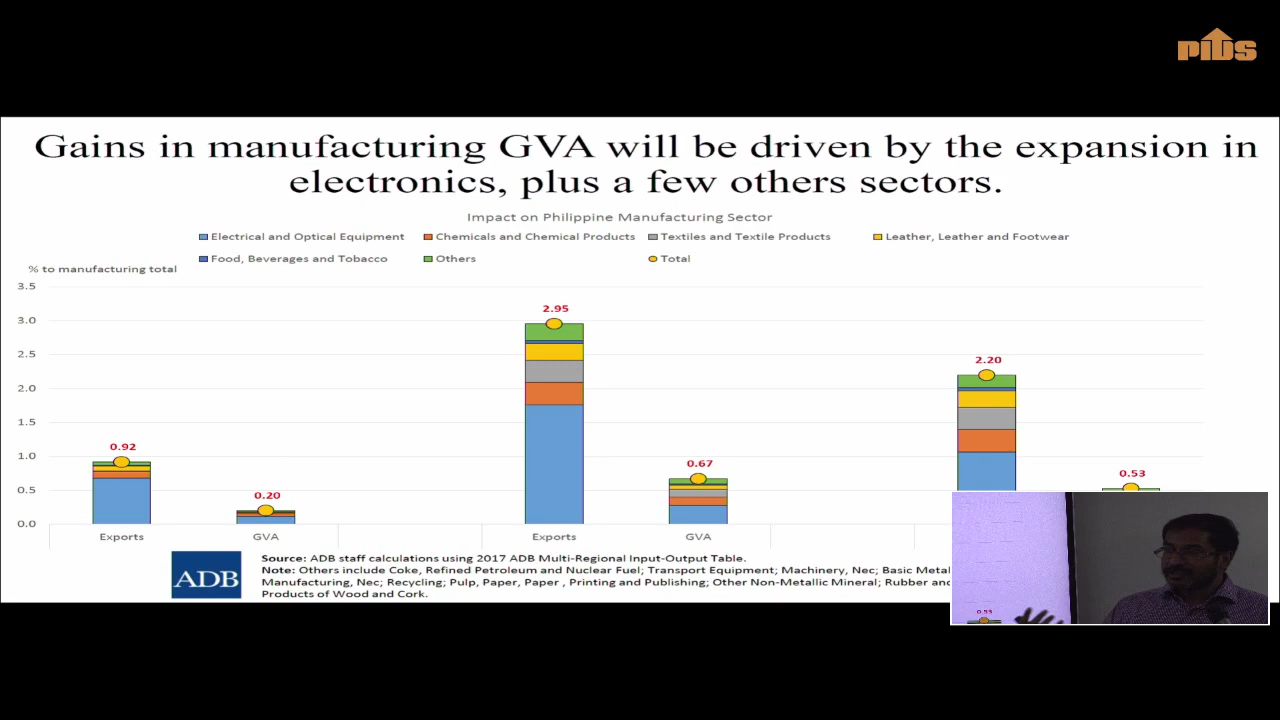 PIDS
Gains in manufacturing GVA will be driven by the expansion in
electronics, plus a few others sectors.
Impact on Philippine Manufacturing Sector
Electrical and Optical Equipment
Chemicals and Chemical Products
Textiles and Textile Products
Leather, Leather and Footwear
Food, Beverages and Tobacco
Others
Total
% to manufacturing total
3.5
3.0
2.5
2.0
1.5
1.0
0.5
0.0
0.92
0.20
2.95
0.67
2.20
0.53
Exports
GVA
Exports
GVA
ADB
Source: ADB staff calculations using 2017 ADB Multi-Regional Input-Output Table.
Note: Others include Coke, Refined Petroleum and Nuclear Fuel; Transport Equipment; Machinery, Nec; Basic
Manufacturing, Nec; Recycling; Pulp, Paper, Paper , Printing and Publishing; Other Non-Metallic Mineral; Rubber
Products of Wood and Cork.
0.53